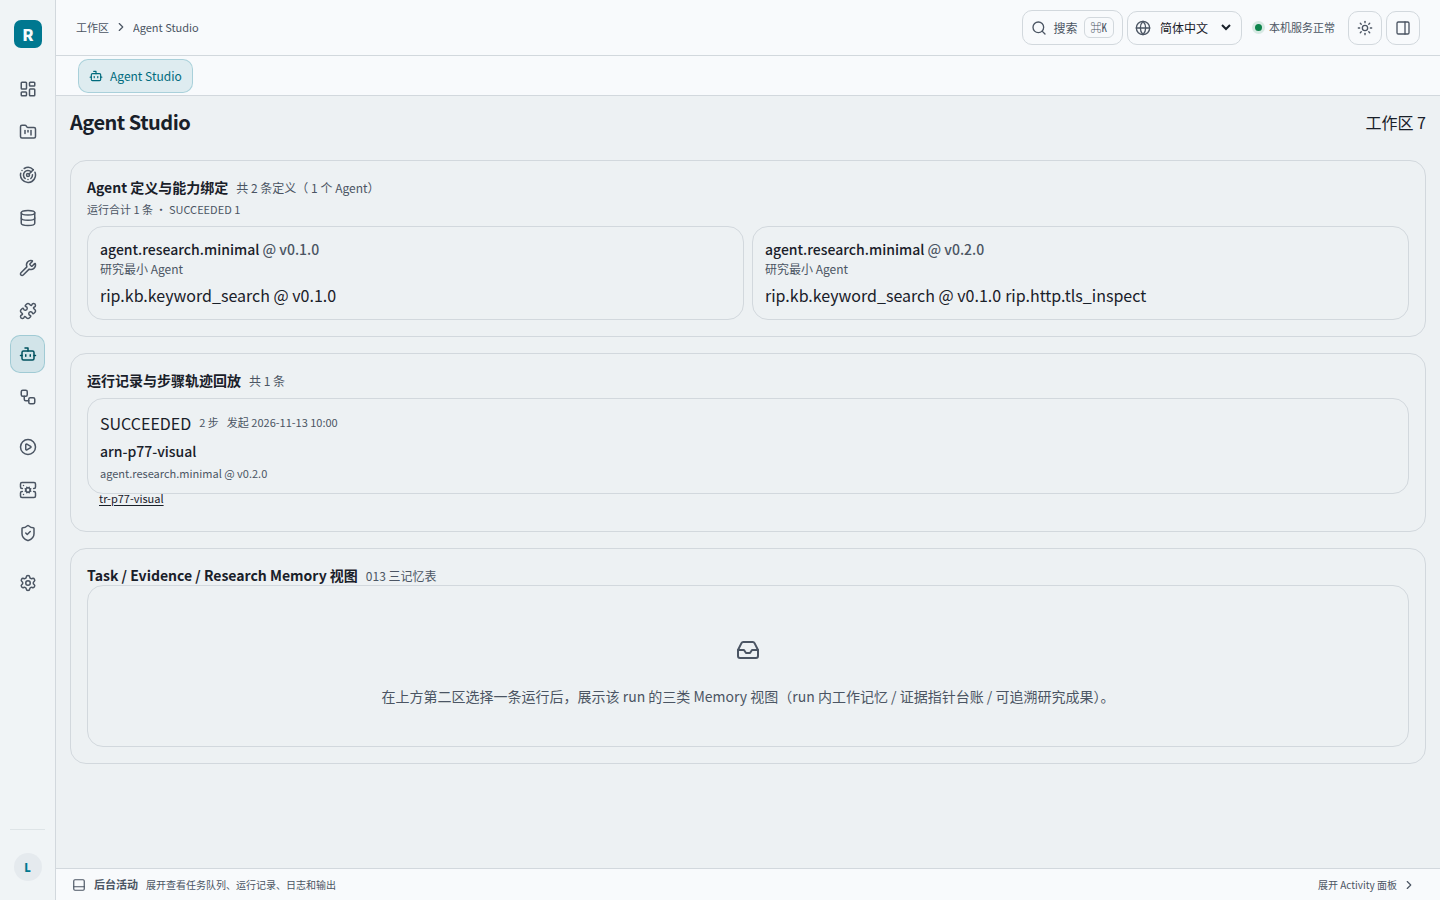 R
工作区 > Agent Studio
搜索 ⌘K
简体中文
本机服务正常
Agent Studio
Agent Studio
工作区 7
Agent 定义与能力绑定 共 2 条定义（1 个 Agent）
运行合计 1 条 · SUCCEEDED 1
agent.research.minimal @ v0.1.0
研究最小 Agent
rip.kb.keyword_search @ v0.1.0
agent.research.minimal @ v0.2.0
研究最小 Agent
rip.kb.keyword_search @ v0.1.0 rip.http.tls_inspect
运行记录与步骤轨迹回放 共 1 条
SUCCEEDED 2 步 发起 2026-11-13 10:00
arn-p77-visual
agent.research.minimal @ v0.2.0
tr-p77-visual
Task / Evidence / Research Memory 视图 013 三记忆表
在上方第二区选择一条运行后，展示该 run 的三类 Memory 视图（run 内工作记忆 / 证据指针台账 / 可追溯研究成果）。
L
后台活动 展开查看任务队列、运行记录、日志和输出
展开 Activity 面板